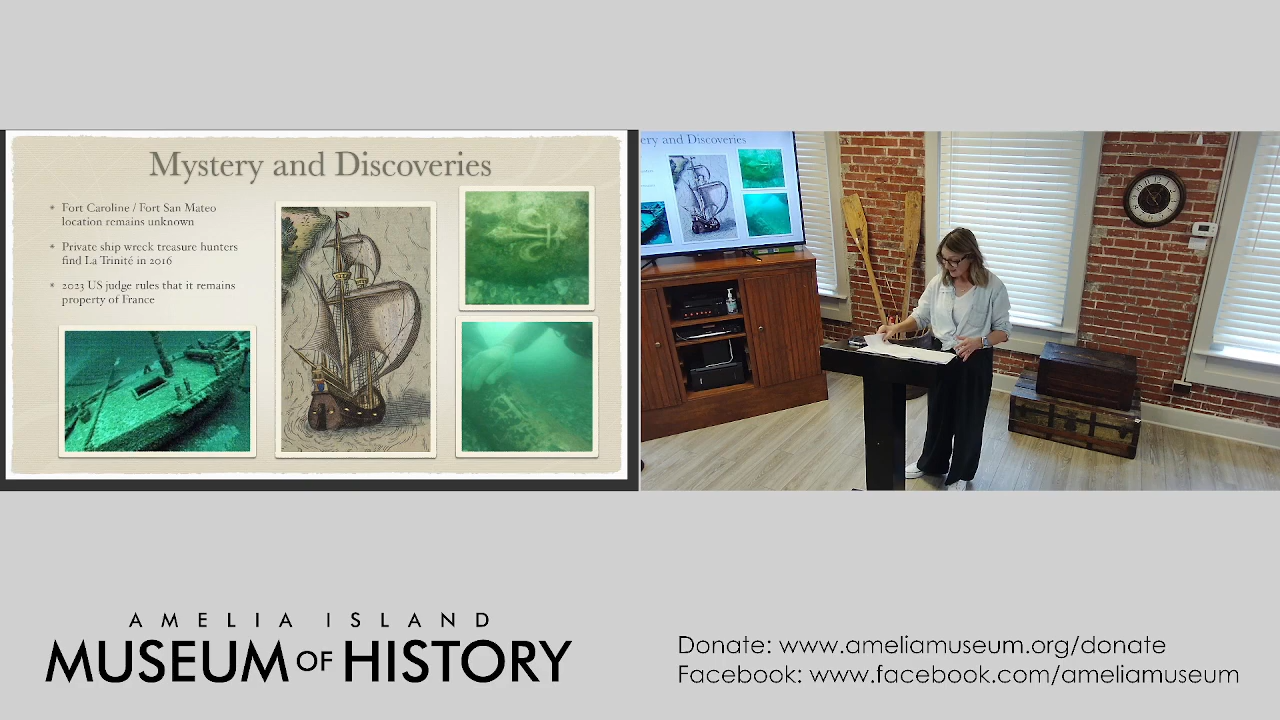 Mystery and Discoveries
* Fort Caroline/ Fort San Mateo
location remains unknown
* Private ship wreck treasure hunters
find La Trinité in 2016
* 2023 US judge rules that it remains
property of France
ery and Discoveries
AMELIA ISLAND
MUSEUM OF HISTORY
Donate: www.ameliamuseum.org/donate
Facebook: www.facebook.com/ameliamuseum